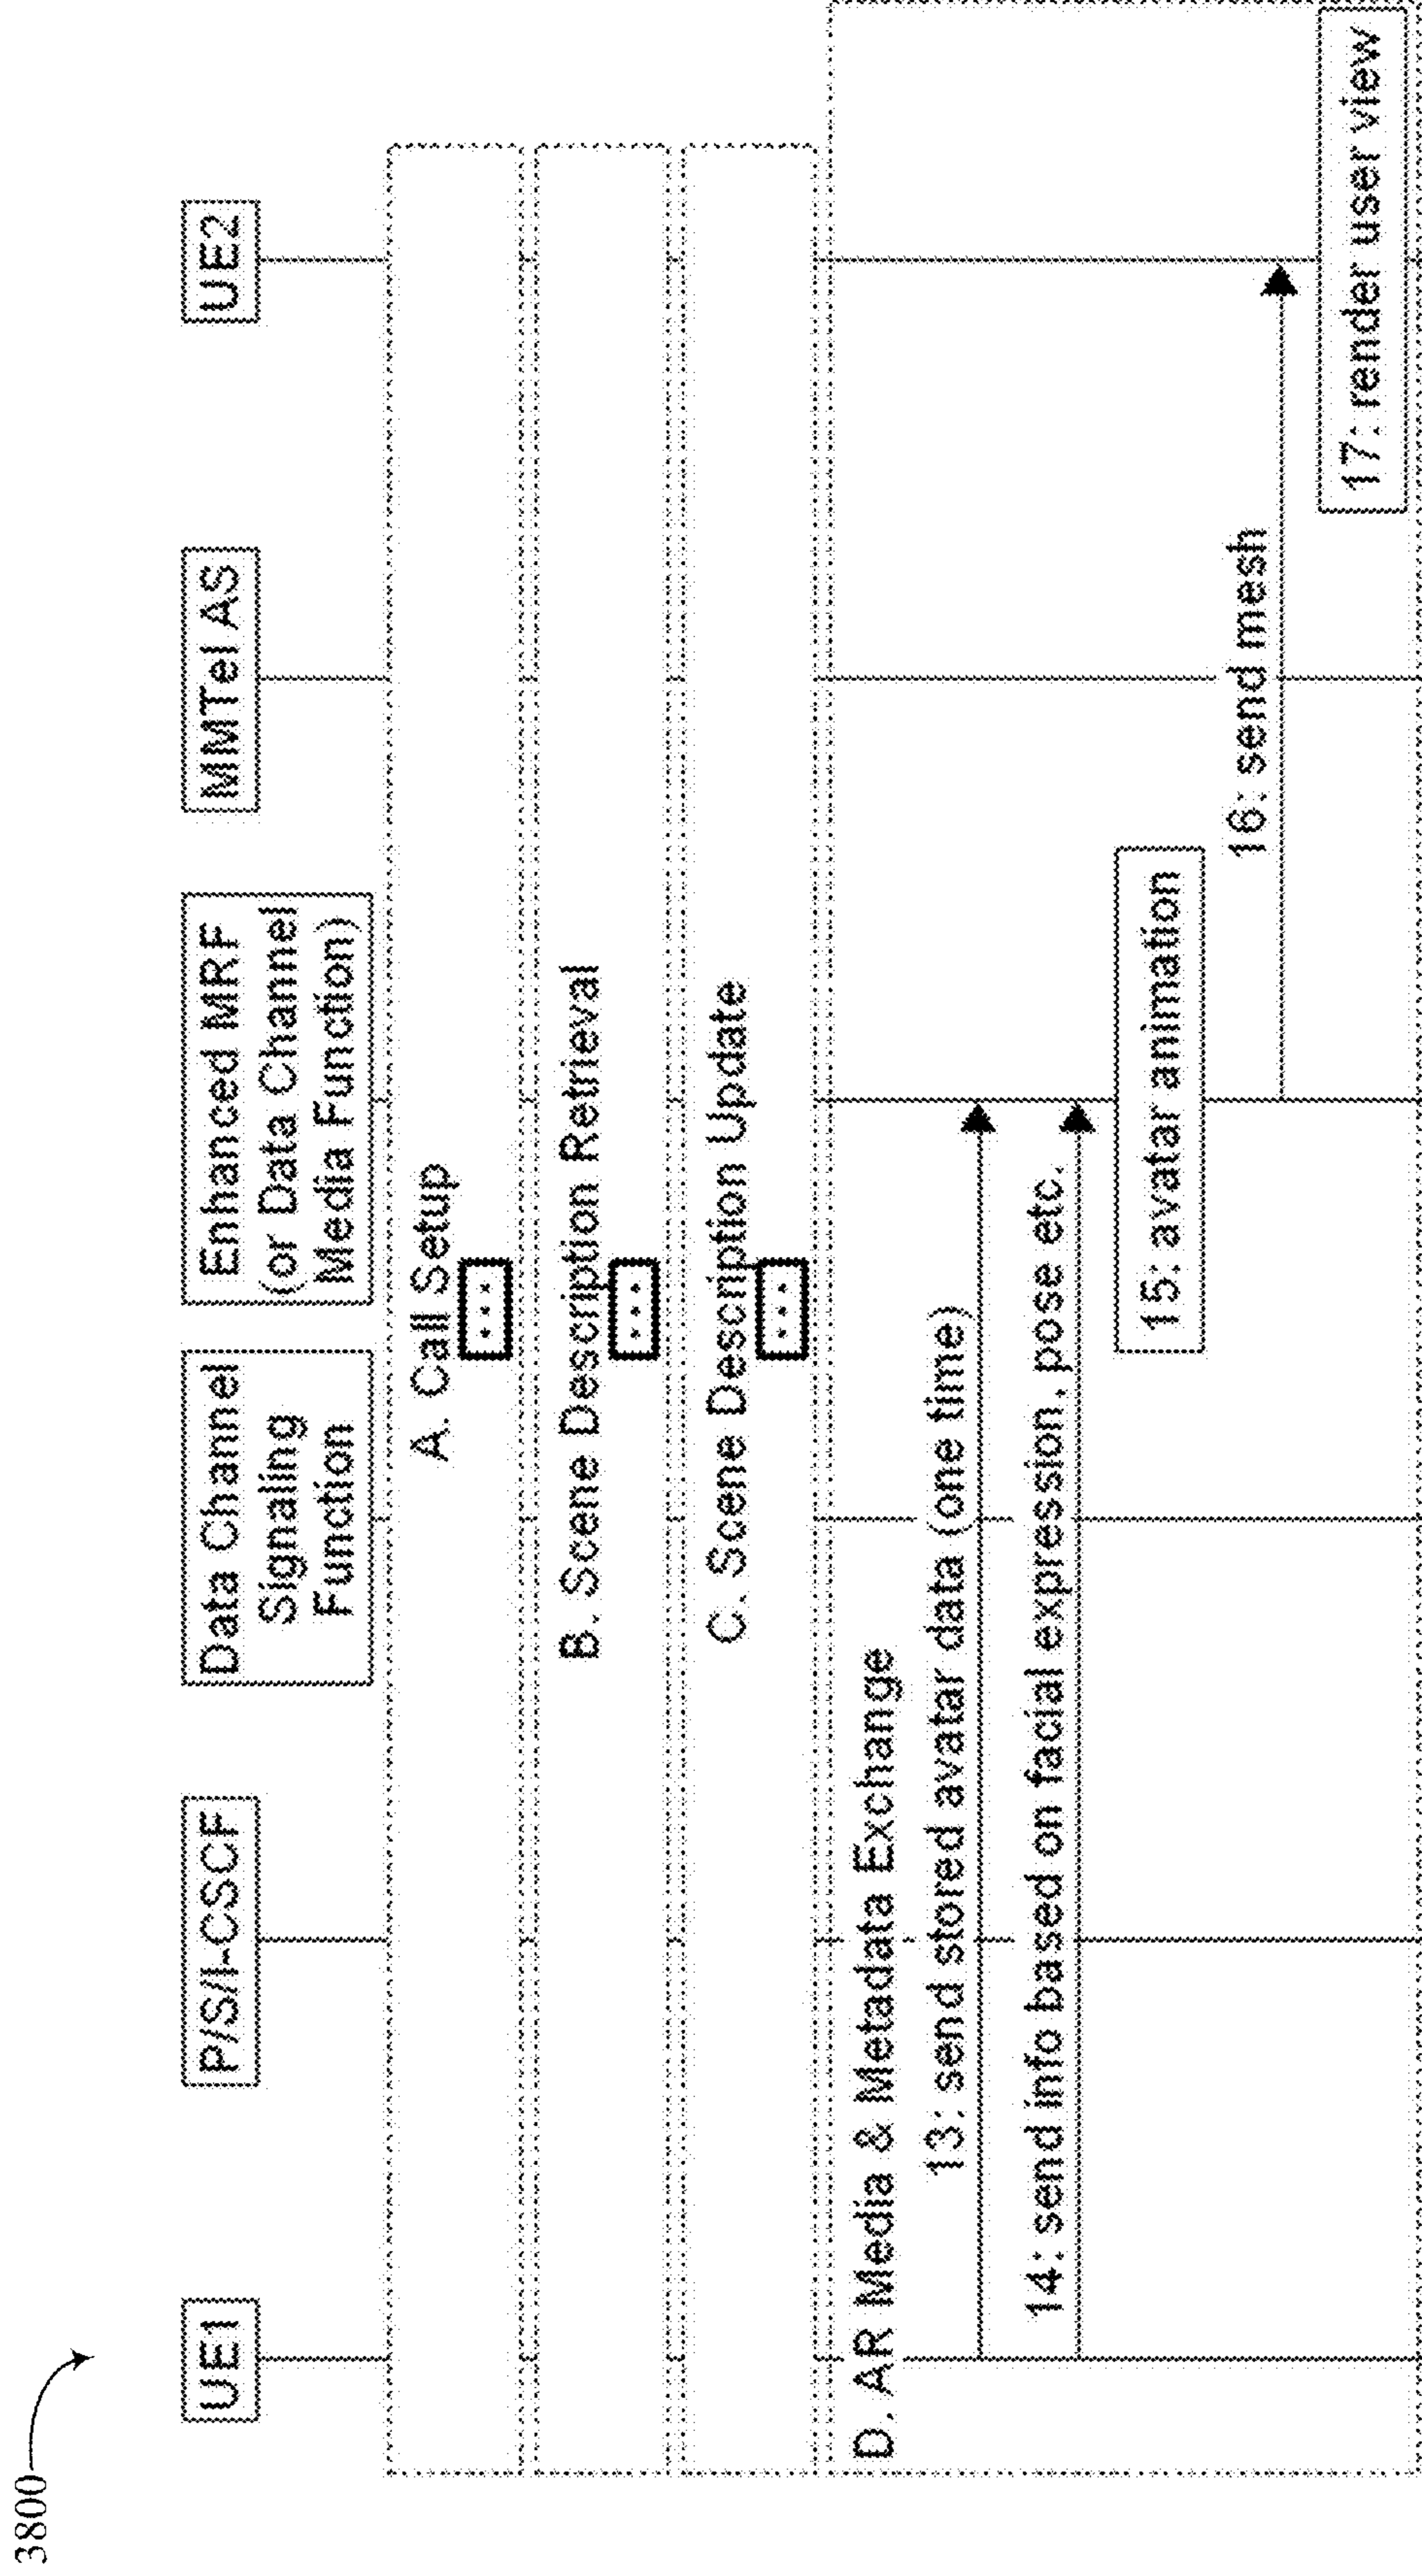 3800
UE1
P/S/I-CSCF
Data Channel
Signaling
Function
Enhanced MRF
(or Data Channel
Media Function)
MMTel AS
UE2
A. Call Setup
...
B. Scene Description Retrieval
...
C. Scene Description Update
...
D. AR Media & Metadata Exchange
13: send stored avatar data (one time)
14: send info based on facial expression, pose etc.
15: avatar animation
16: send mesh
17: render user view